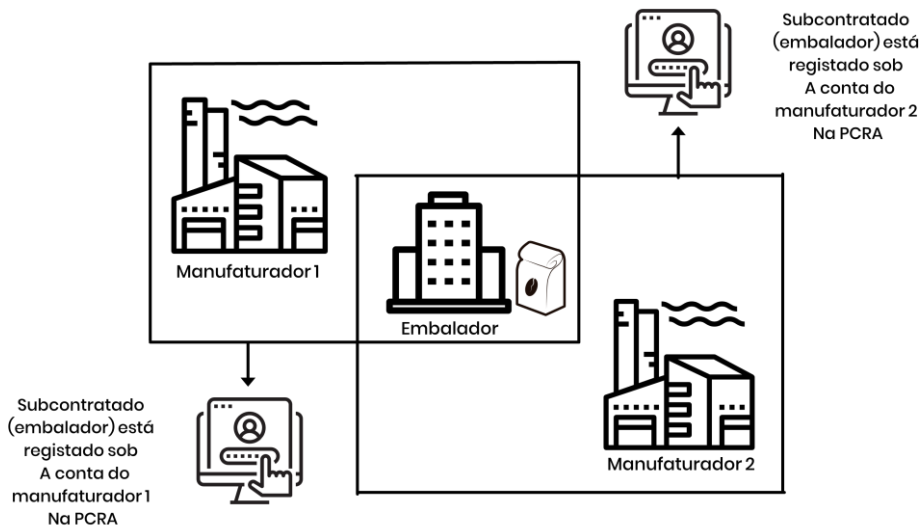 Subcontratado
(embalador) está
registado sob
A conta do
manufaturador 2
Na PCRA
Manufaturador 1
Embalador
Manufaturador 2
Subcontratado
(embalador) está
registado sob
A conta do
manufaturador 1
Na PCRA